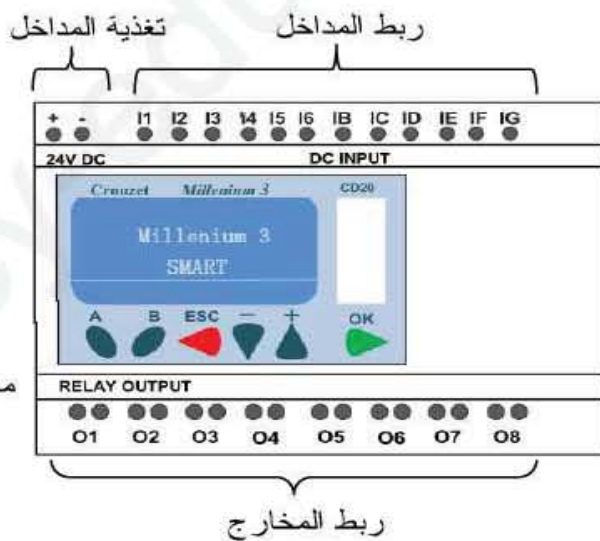 ربط المداخل
تغذية المداخل
+ - I1 I2 I3 I4 I5 I6 IB IC ID IE IF IG
24V DC DC INPUT
Crouzet Millenium 3 CD20
Millenium 3
SMART
A B ESC - + OK
RELAY OUTPUT
O1 O2 O3 O4 O5 O6 O7 O8
ربط المخارج